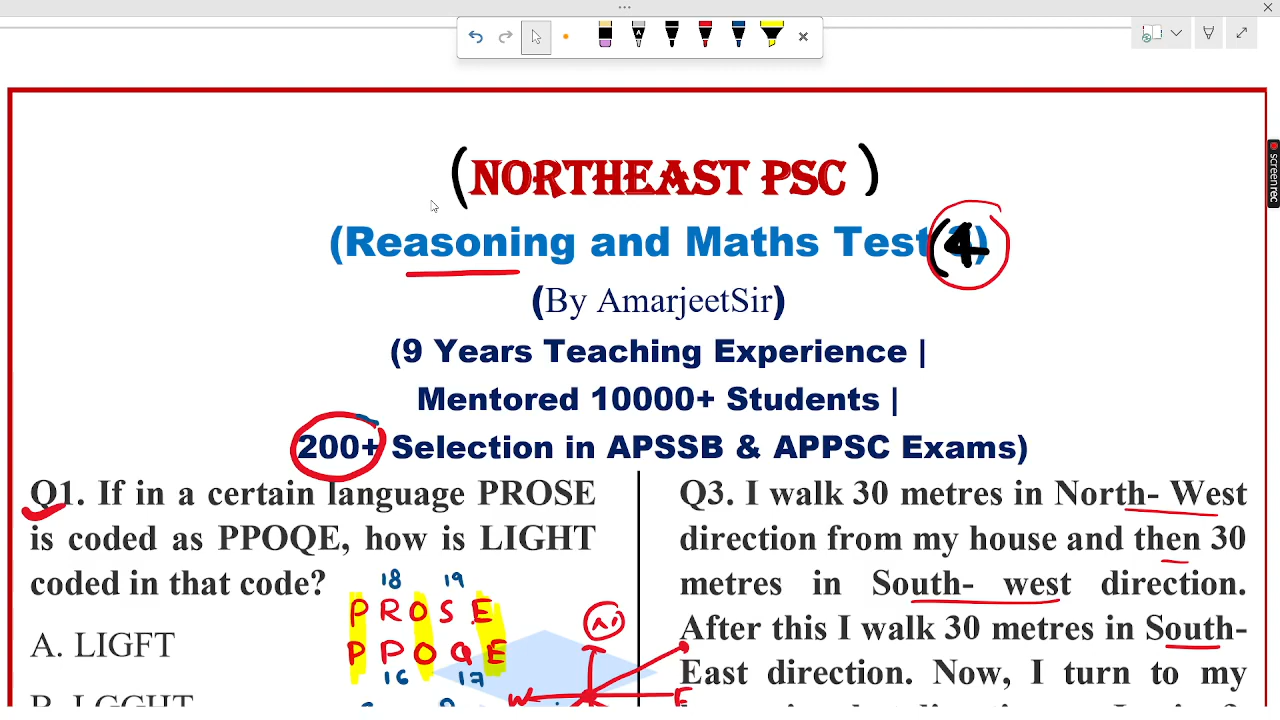 (NORTHEAST PSC)
(Reasoning and Maths Test (4)
(By AmarjeetSir)
(9 Years Teaching Experience |
Mentored 10000+ Students |
200+ Selection in APSSB & APPSC Exams)
Q1. If in a certain language PROSE
is coded as PPOQE, how is LIGHT
coded in that code?
18 19
PROSE
A. LIGFT
PPOQE
16 17
Q3. I walk 30 metres in North- West
direction from my house and then 30
metres in South- west direction.
After this I walk 30 metres in South-
East direction. Now, I turn to my
W E
screenrec